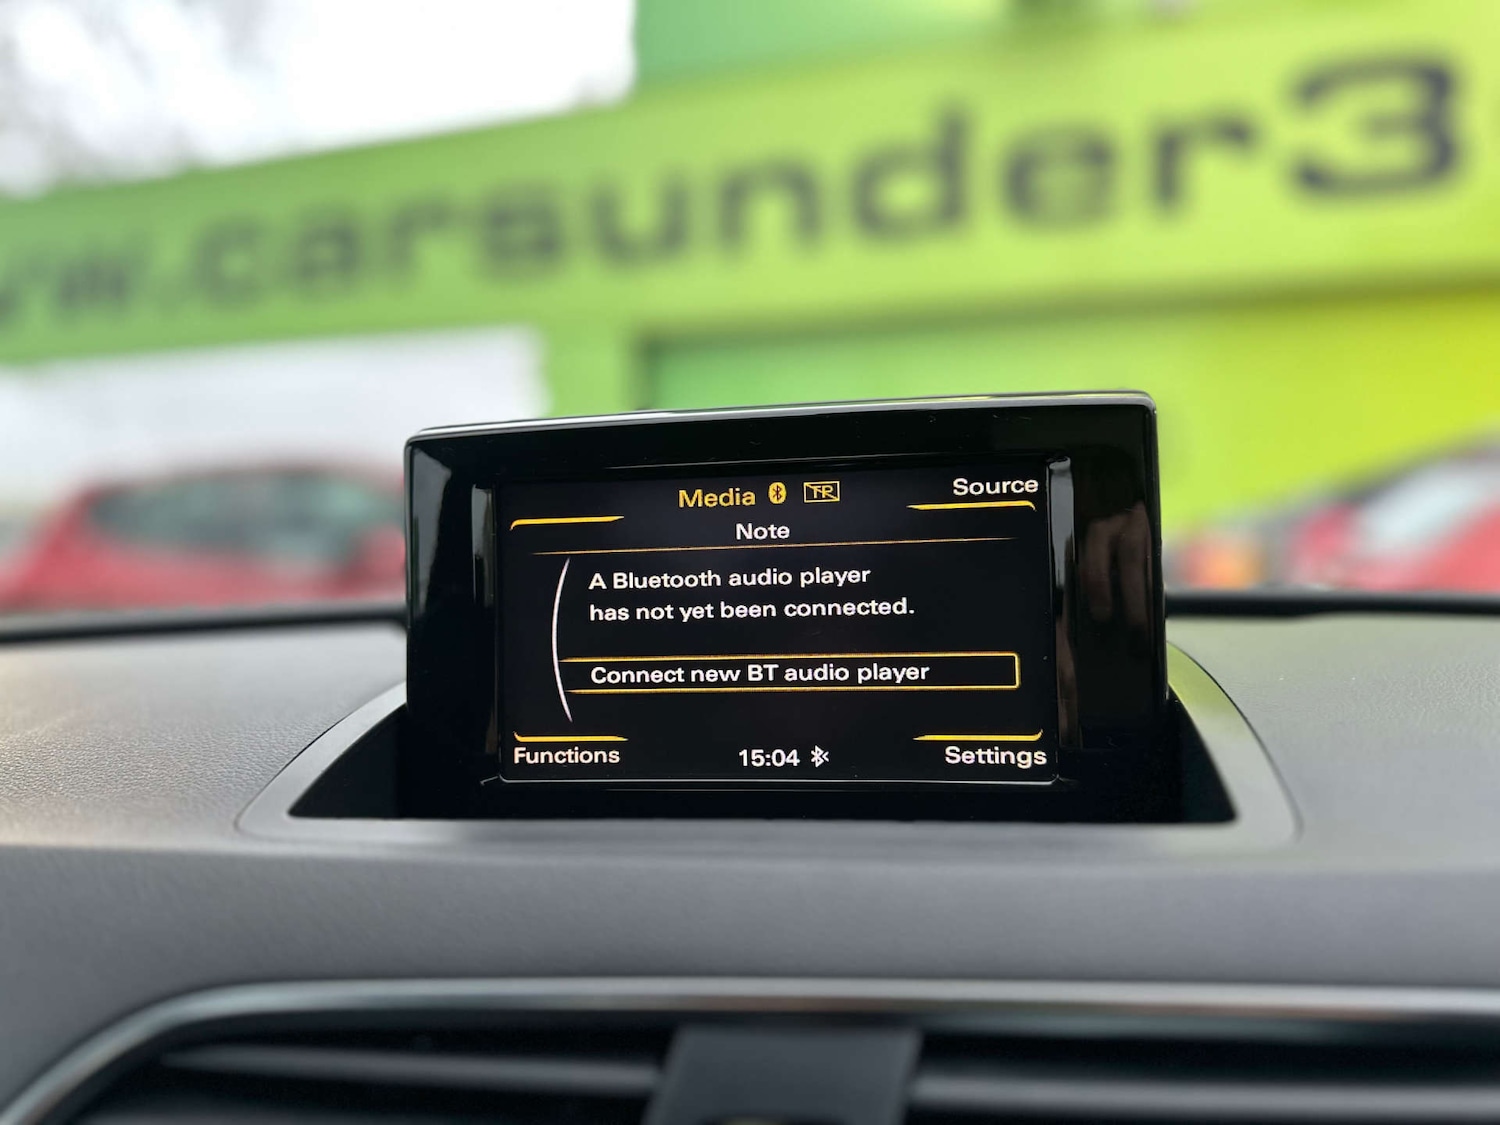 w.carsunder3
Media TP Source
Note
A Bluetooth audio player
has not yet been connected.
Connect new BT audio player
Functions 15:04 Settings